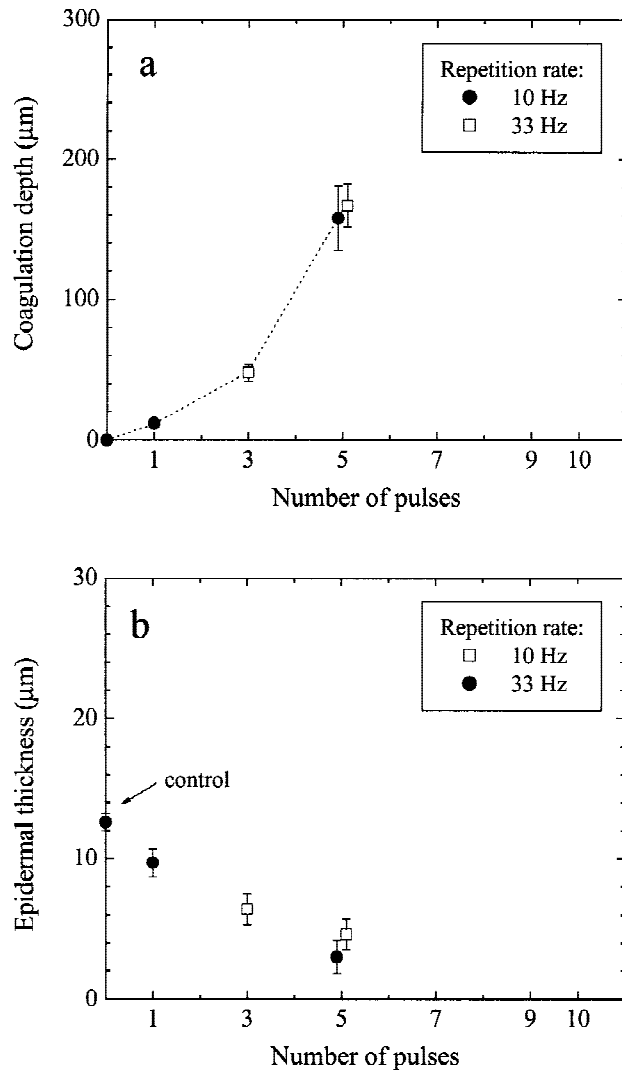 300
a
Repetition rate:
10 Hz
33 Hz
200
Coagulation depth (μm)
100
0
1 3 5 7 9 10
Number of pulses
30
b
Repetition rate:
10 Hz
33 Hz
20
Epidermal thickness (μm)
control
10
0
1 3 5 7 9 10
Number of pulses